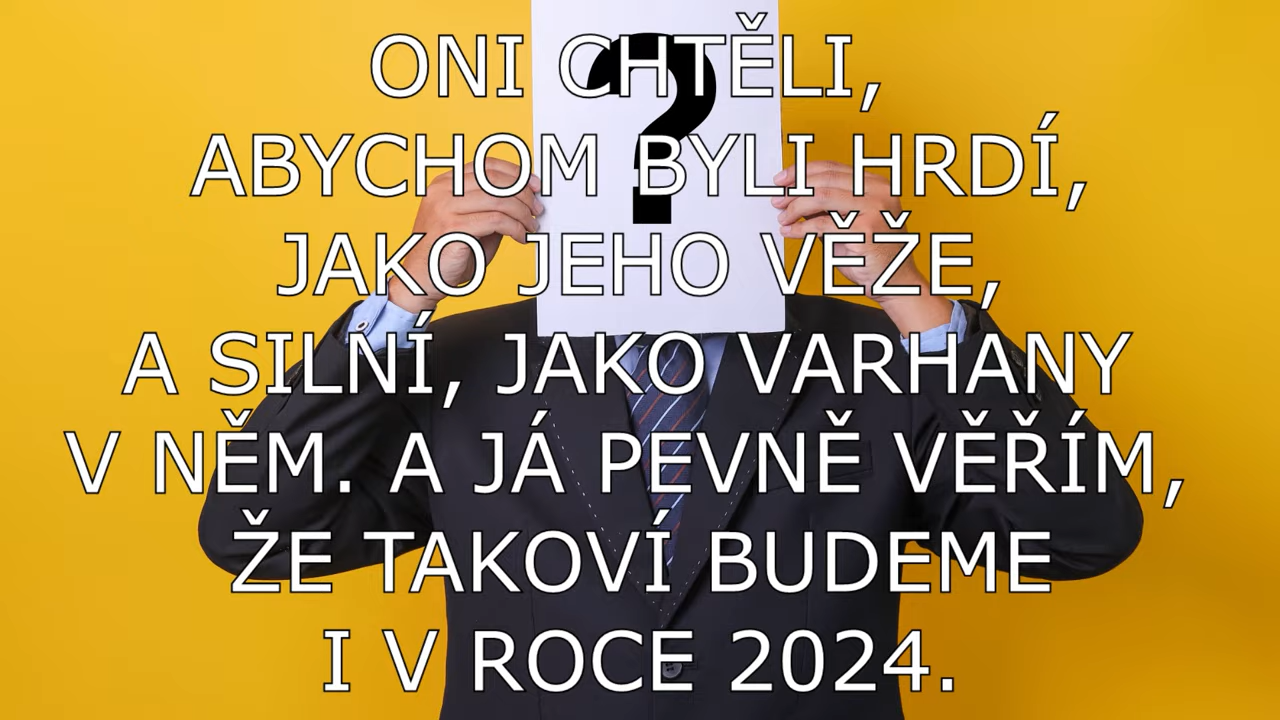 ?
ONI CHTĚLI,
ABYCHOM BYLI HRDÍ,
JAKO JEHO VĚŽE,
A SILNÍ, JAKO VARHANY
V NĚM. A JÁ PEVNĚ VĚŘÍM,
ŽE TAKOVÍ BUDEME
I V ROCE 2024.